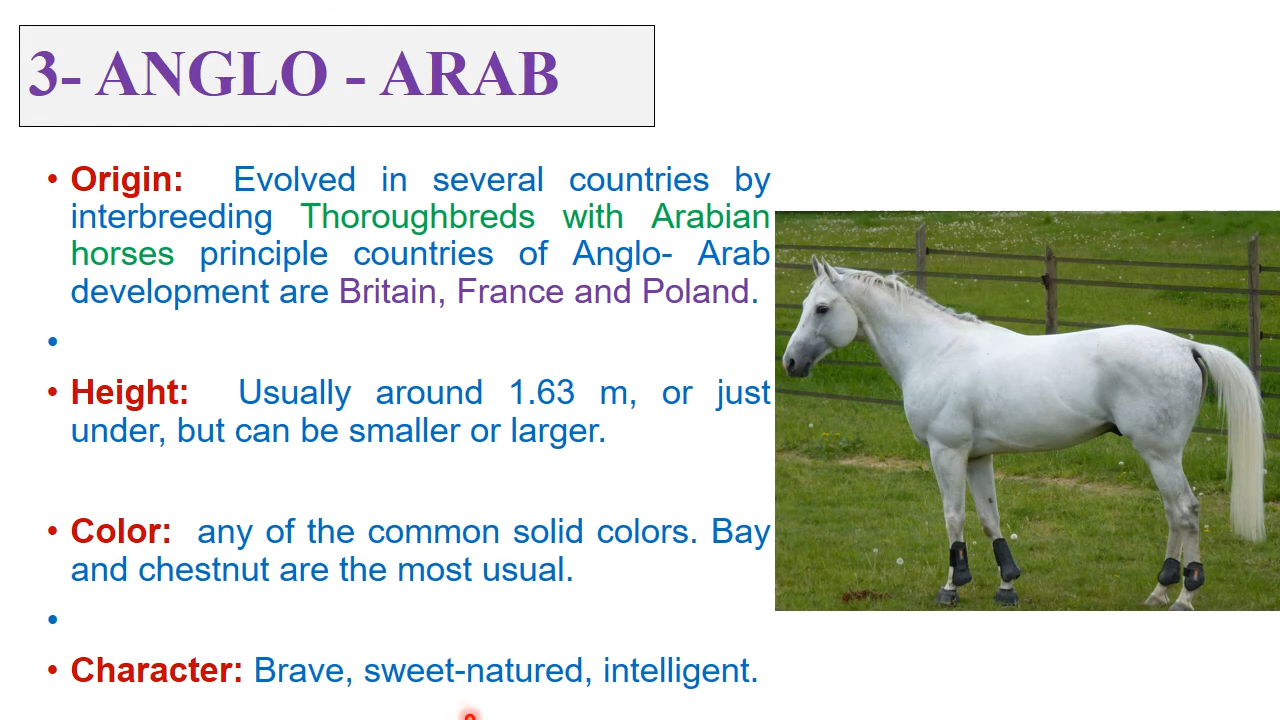 3- ANGLO - ARAB
• Origin: Evolved in several countries by
interbreeding Thoroughbreds with Arabian
horses principle countries of Anglo- Arab
development are Britain, France and Poland.
•
• Height: Usually around 1.63 m, or just
under, but can be smaller or larger.
• Color: any of the common solid colors. Bay
and chestnut are the most usual.
•
• Character: Brave, sweet-natured, intelligent.